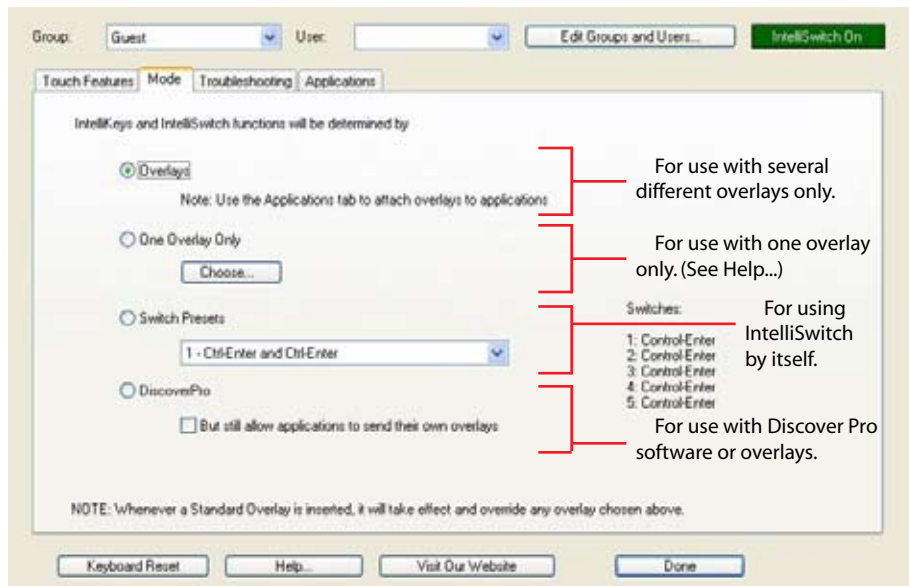 Group: Guest User: Edit Groups and Users... IntelliSwitch On
Touch Features Mode Troubleshooting Applications
IntelliKeys and IntelliSwitch functions will be determined by
Overlays
Note: Use the Applications tab to attach overlays to applications
For use with several
different overlays only.
One Overlay Only
Choose...
For use with one overlay
only. (See Help...)
Switch Presets
1 - Ctrl-Enter and Ctrl-Enter
Switches:
1: Control-Enter
2: Control-Enter
3: Control-Enter
4: Control-Enter
5: Control-Enter
For using
IntelliSwitch
by itself.
DiscoverPro
But still allow applications to send their own overlays
For use with Discover Pro
software or overlays.
NOTE: Whenever a Standard Overlay is inserted, it will take effect and override any overlay chosen above.
Keyboard Reset Help... Visit Our Website Done